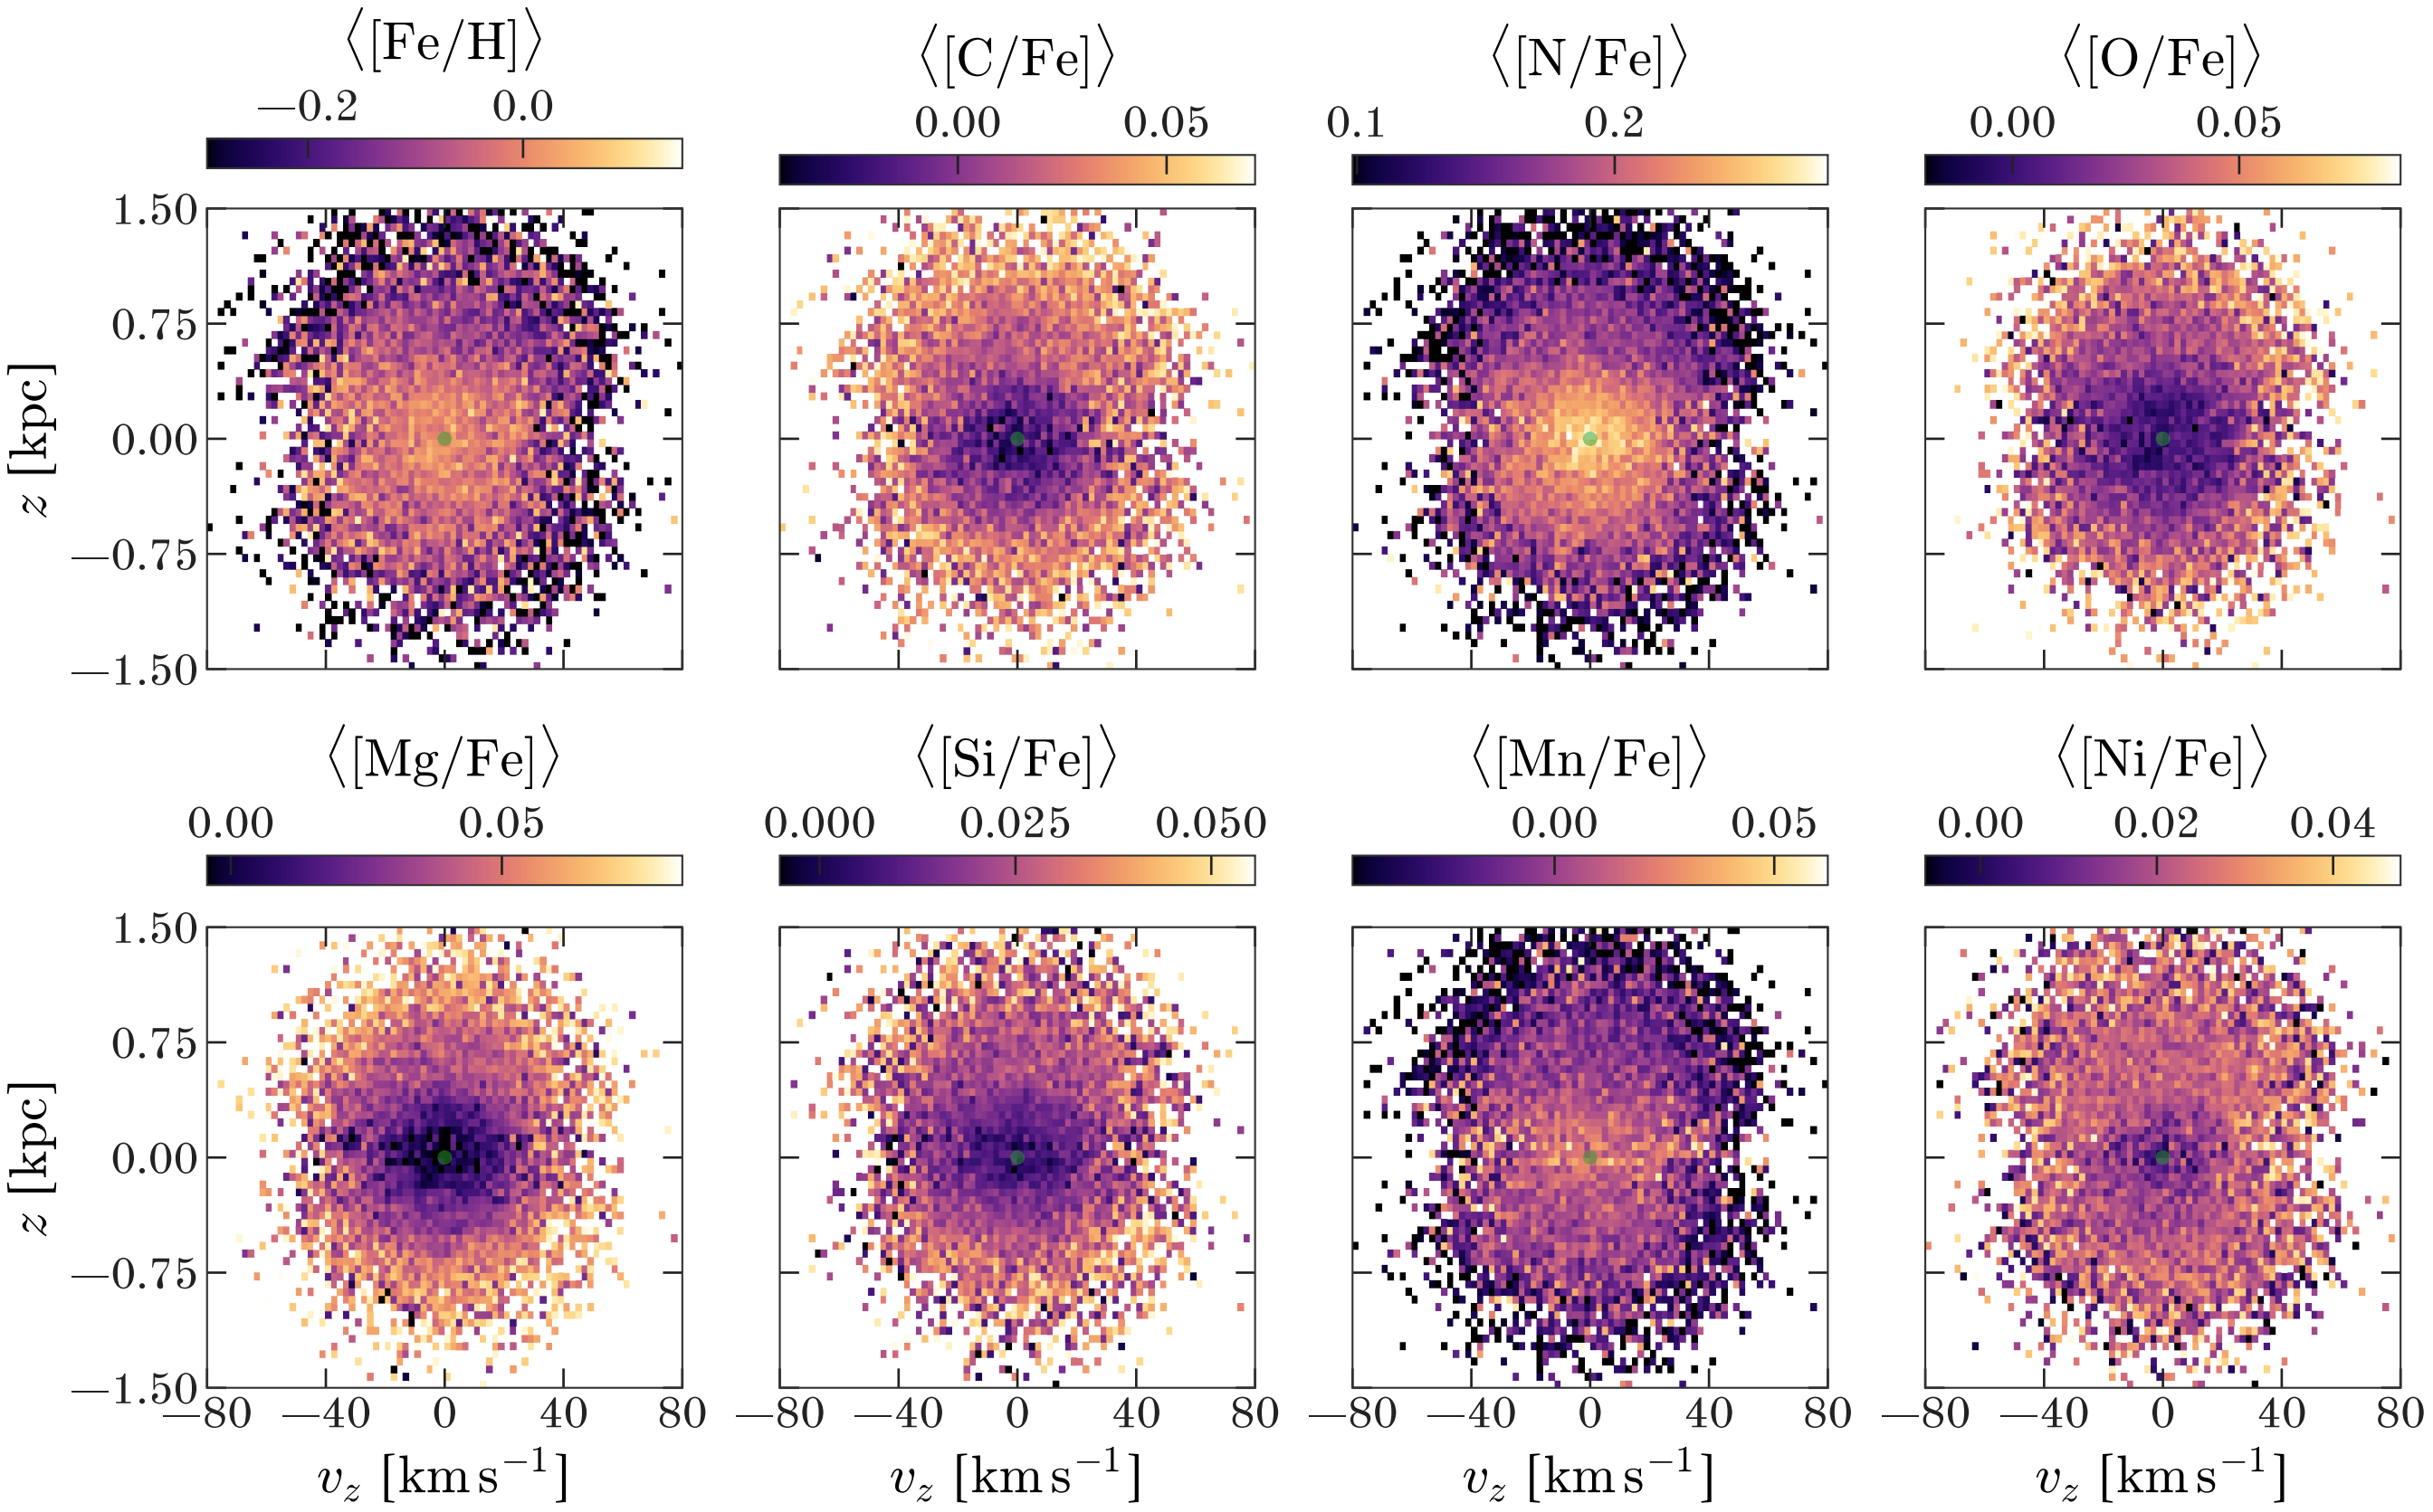 ⟨[Fe/H]⟩ ⟨[C/Fe]⟩ ⟨[N/Fe]⟩ ⟨[O/Fe]⟩
−0.2 0.0 0.00 0.05 0.1 0.2 0.00 0.05
1.50
0.75
0.00
−0.75
−1.50
z [kpc]
⟨[Mg/Fe]⟩ ⟨[Si/Fe]⟩ ⟨[Mn/Fe]⟩ ⟨[Ni/Fe]⟩
0.00 0.05 0.000 0.025 0.050 0.00 0.05 0.00 0.02 0.04
1.50
0.75
0.00
−0.75
−1.50
z [kpc]
−80 −40 0 40 80 −80 −40 0 40 80 −80 −40 0 40 80 −80 −40 0 40 80
v_z [km s⁻¹] v_z [km s⁻¹] v_z [km s⁻¹] v_z [km s⁻¹]